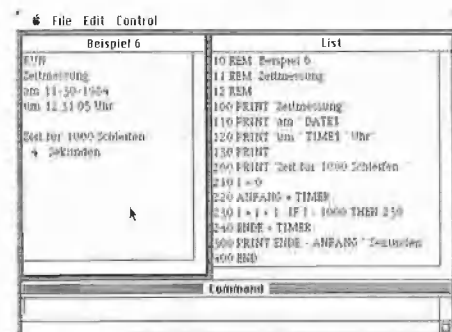 File Edit Control
Beispiel 6
RUN
Zeitmessung
am 11-30-1984
um 12:31:05 Uhr
Zeit für 1000 Schleifen
4 Sekunden
List
10 REM Beispiel 6
11 REM Zeitmessung
12 REM
100 PRINT "Zeitmessung
110 PRINT "am " DATE$
120 PRINT "um " TIME$ " Uhr"
130 PRINT
200 PRINT "Zeit für 1000 Schleifen"
210 I = 0
220 ANFANG = TIMER
230 I = I + 1 IF I 1000 THEN 230
240 ENDE = TIMER
300 PRINT ENDE - ANFANG " Sekunden
400 END
Command